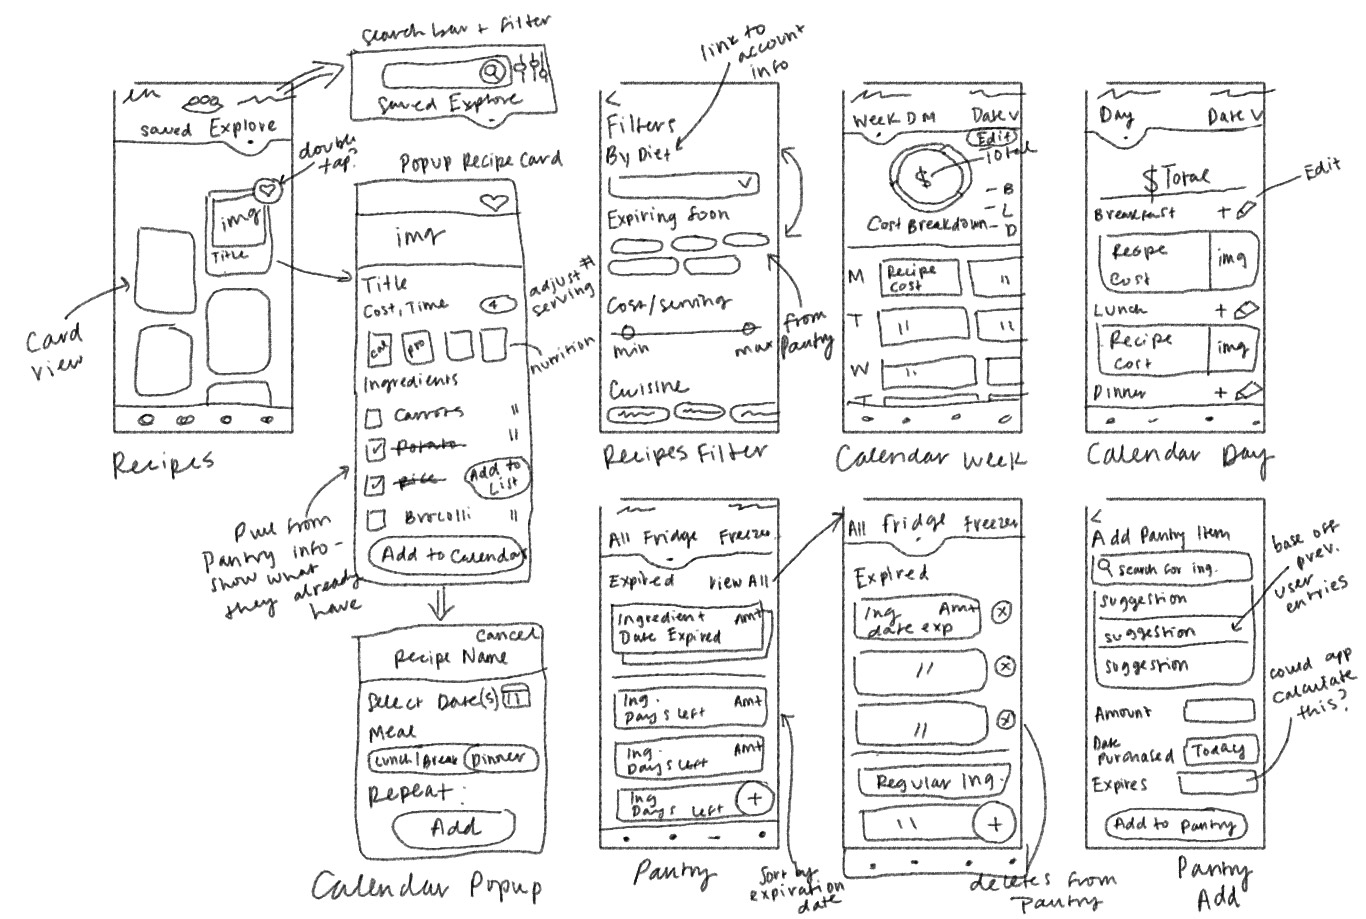 search bar + filter
Saved Explore
Saved Explore
double
tap?
img
Title
Card
view
Recipes
Popup Recipe Card
img
Title
Cost, Time
4
adjust #
serving
cal
pro
nutrition
Ingredients
Carrots
"
Potato
"
Rice
Add to
List
Brocolli
"
Add to Calendar
Pull from
Pantry info -
show what
they already
have
Cancel
Recipe Name
Select Date(s)
Meal
Lunch
Break
Dinner
Repeat:
Add
Calendar Popup
link to
account
info
<
Filters
By Diet
Expiring Soon
from
Pantry
Cost/serving
min
max
Cuisine
Recipes Filter
Week D M
Date v
Edit
Total
$
- B
- L
- D
Cost Breakdown
M
Recipe
cost
"
T
"
"
W
"
T
Calendar Week
Day
Date v
$ Total
Edit
Breakfast
+
Recipe
Cost
img
Lunch
+
Recipe
Cost
img
Dinner
+
Calendar Day
All Fridge Freezer
Expired
View All
Ingredient
Amt
Date Expired
Ing.
Amt
Days Left
Ing.
Amt
Days Left
Ing
Days Left
+
Pantry
Sort by
expiration
date
All Fridge Freezer
Expired
Ing
Amt
date exp
x
"
x
"
x
Regular Ing.
"
+
deletes from
Pantry
<
Add Pantry Item
Search for ing.
suggestion
suggestion
suggestion
base off
prev.
user
entries
could app
calculate
this?
Amount
Date
purchased
Today
Expires
Add to Pantry
Pantry
Add